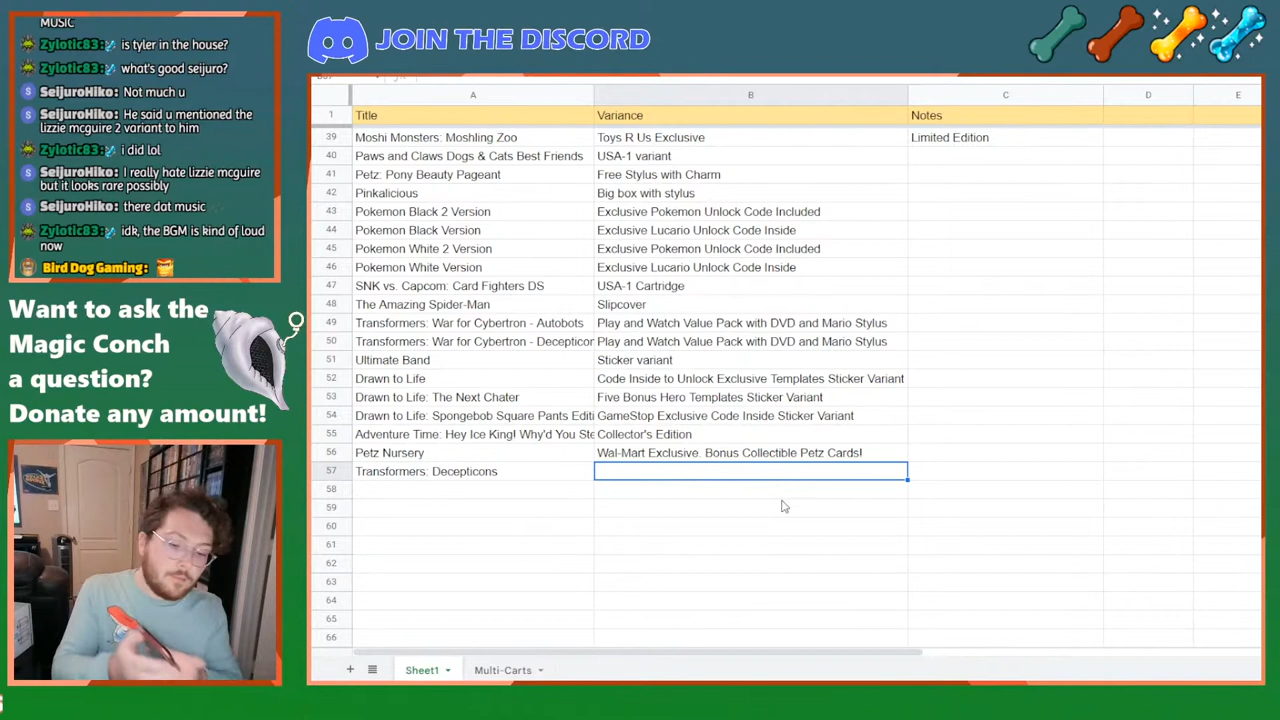 MUSIC
Zylotic83: is tyler in the house?
Zylotic83: what's good seijuro?
SeijuroHiko: Not much u
SeijuroHiko: He said u mentioned the
lizzie mcguire 2 variant to him
Zylotic83: i did lol
SeijuroHiko: I really hate lizzie mcguire
but it looks rare possibly
SeijuroHiko: there dat music
Zylotic83: idk, the BGM is kind of loud
now
Bird Dog Gaming:
Want to ask the
Magic Conch
a question?
Donate any amount!
JOIN THE DISCORD
A B C D E
1 Title Variance Notes
39 Moshi Monsters: Moshling Zoo Toys R Us Exclusive Limited Edition
40 Paws and Claws Dogs & Cats Best Friends USA-1 variant
41 Petz: Pony Beauty Pageant Free Stylus with Charm
42 Pinkalicious Big box with stylus
43 Pokemon Black 2 Version Exclusive Pokemon Unlock Code Included
44 Pokemon Black Version Exclusive Lucario Unlock Code Inside
45 Pokemon White 2 Version Exclusive Pokemon Unlock Code Included
46 Pokemon White Version Exclusive Lucario Unlock Code Inside
47 SNK vs. Capcom: Card Fighters DS USA-1 Cartridge
48 The Amazing Spider-Man Slipcover
49 Transformers: War for Cybertron - Autobots Play and Watch Value Pack with DVD and Mario Stylus
50 Transformers: War for Cybertron - Decepticon Play and Watch Value Pack with DVD and Mario Stylus
51 Ultimate Band Sticker variant
52 Drawn to Life Code Inside to Unlock Exclusive Templates Sticker Variant
53 Drawn to Life: The Next Chater Five Bonus Hero Templates Sticker Variant
54 Drawn to Life: Spongebob Square Pants Editi GameStop Exclusive Code Inside Sticker Variant
55 Adventure Time: Hey Ice King! Why'd You Ste Collector's Edition
56 Petz Nursery Wal-Mart Exclusive. Bonus Collectible Petz Cards!
57 Transformers: Decepticons
58
59
60
61
62
63
64
65
66
+ Sheet1 Multi-Carts